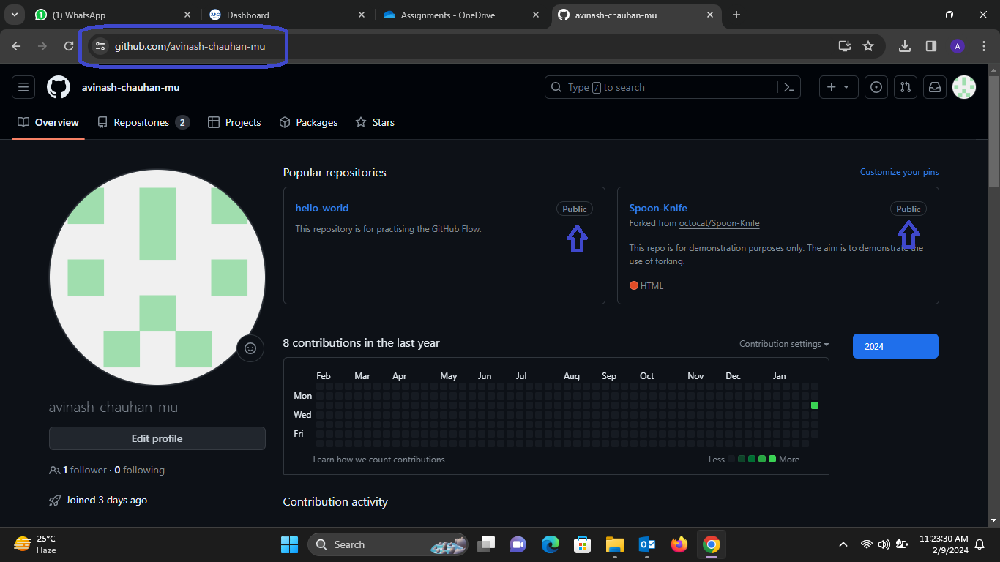 (1) WhatsApp
Dashboard
Assignments - OneDrive
avinash-chauhan-mu
github.com/avinash-chauhan-mu
A
avinash-chauhan-mu
Type / to search
Overview
Repositories 2
Projects
Packages
Stars
Popular repositories
Customize your pins
hello-world
Public
This repository is for practising the GitHub Flow.
Spoon-Knife
Public
Forked from octocat/Spoon-Knife
This repo is for demonstration purposes only. The aim is to demonstrate the
use of forking.
HTML
8 contributions in the last year
Contribution settings
2024
Feb Mar Apr May Jun Jul Aug Sep Oct Nov Dec Jan
Mon
Wed
Fri
Learn how we count contributions
Less More
avinash-chauhan-mu
Edit profile
1 follower · 0 following
Joined 3 days ago
Contribution activity
25°C
Haze
Search
11:23:30 AM
2/9/2024